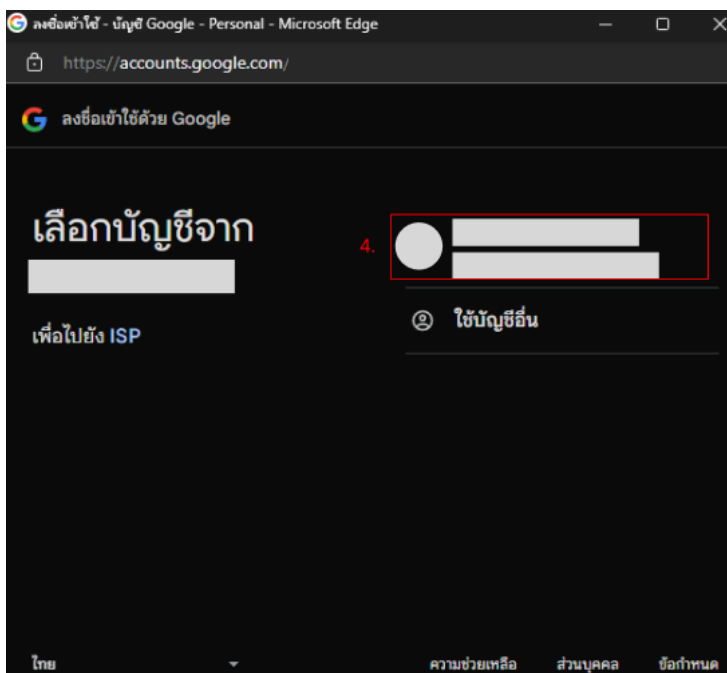 ลงชื่อเข้าใช้ - บัญชี Google - Personal - Microsoft Edge
https://accounts.google.com/
ลงชื่อเข้าใช้ด้วย Google
เลือกบัญชีจาก
4.
ใช้บัญชีอื่น
เพื่อไปยัง ISP
ไทย
ความช่วยเหลือ ส่วนบุคคล ข้อกำหนด